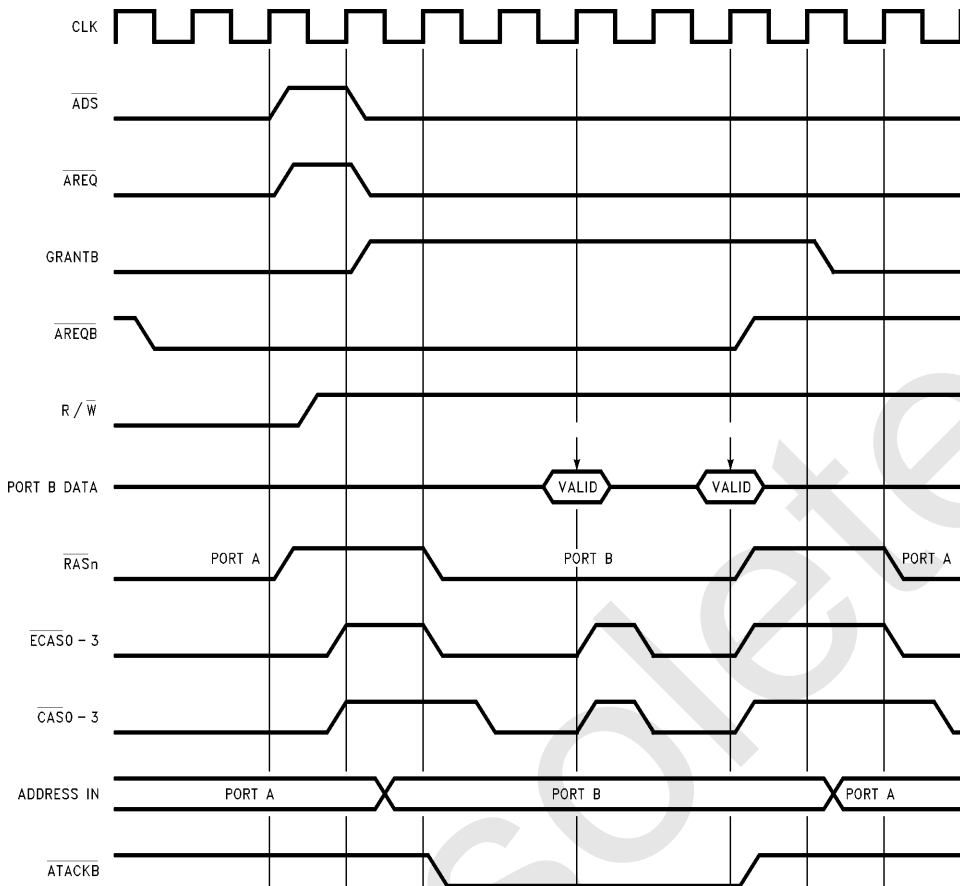 CLK
ADS
AREQ
GRANTB
AREQB
R / W
PORT B DATA
VALID
VALID
RASn
PORT A
PORT B
PORT A
ECAS0 - 3
CAS0 - 3
ADDRESS IN
PORT A
PORT B
PORT A
ATACKB
solete